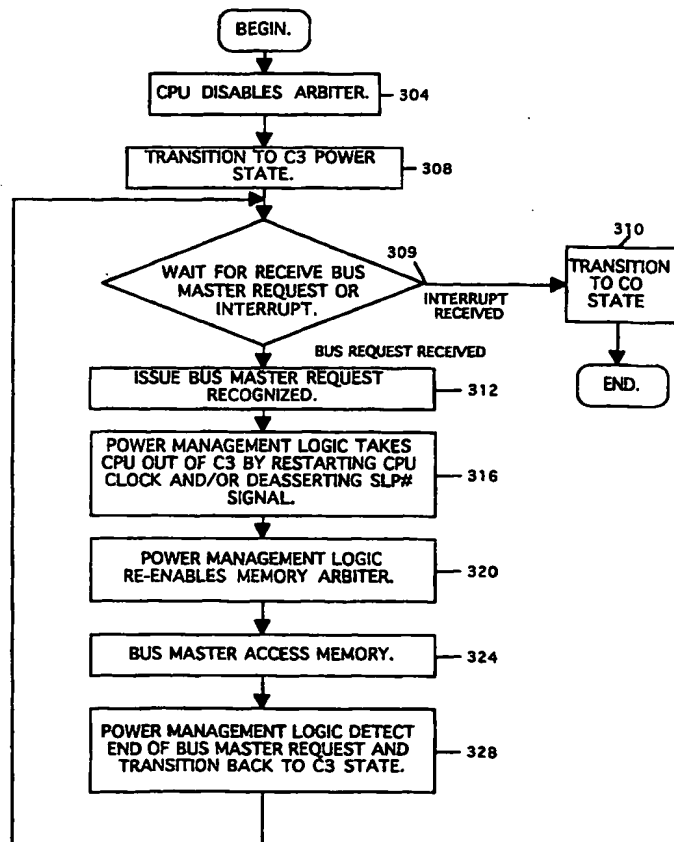 BEGIN.
CPU DISABLES ARBITER.
304
TRANSITION TO C3 POWER
STATE.
308
309
WAIT FOR RECEIVE BUS
MASTER REQUEST OR
INTERRUPT.
INTERRUPT
RECEIVED
310
TRANSITION
TO CO
STATE
END.
BUS REQUEST RECEIVED
ISSUE BUS MASTER REQUEST
RECOGNIZED.
312
POWER MANAGEMENT LOGIC TAKES
CPU OUT OF C3 BY RESTARTING CPU
CLOCK AND/OR DEASSERTING SLP#
SIGNAL.
316
POWER MANAGEMENT LOGIC
RE-ENABLES MEMORY ARBITER.
320
BUS MASTER ACCESS MEMORY.
324
POWER MANAGEMENT LOGIC DETECT
END OF BUS MASTER REQUEST AND
TRANSITION BACK TO C3 STATE.
328